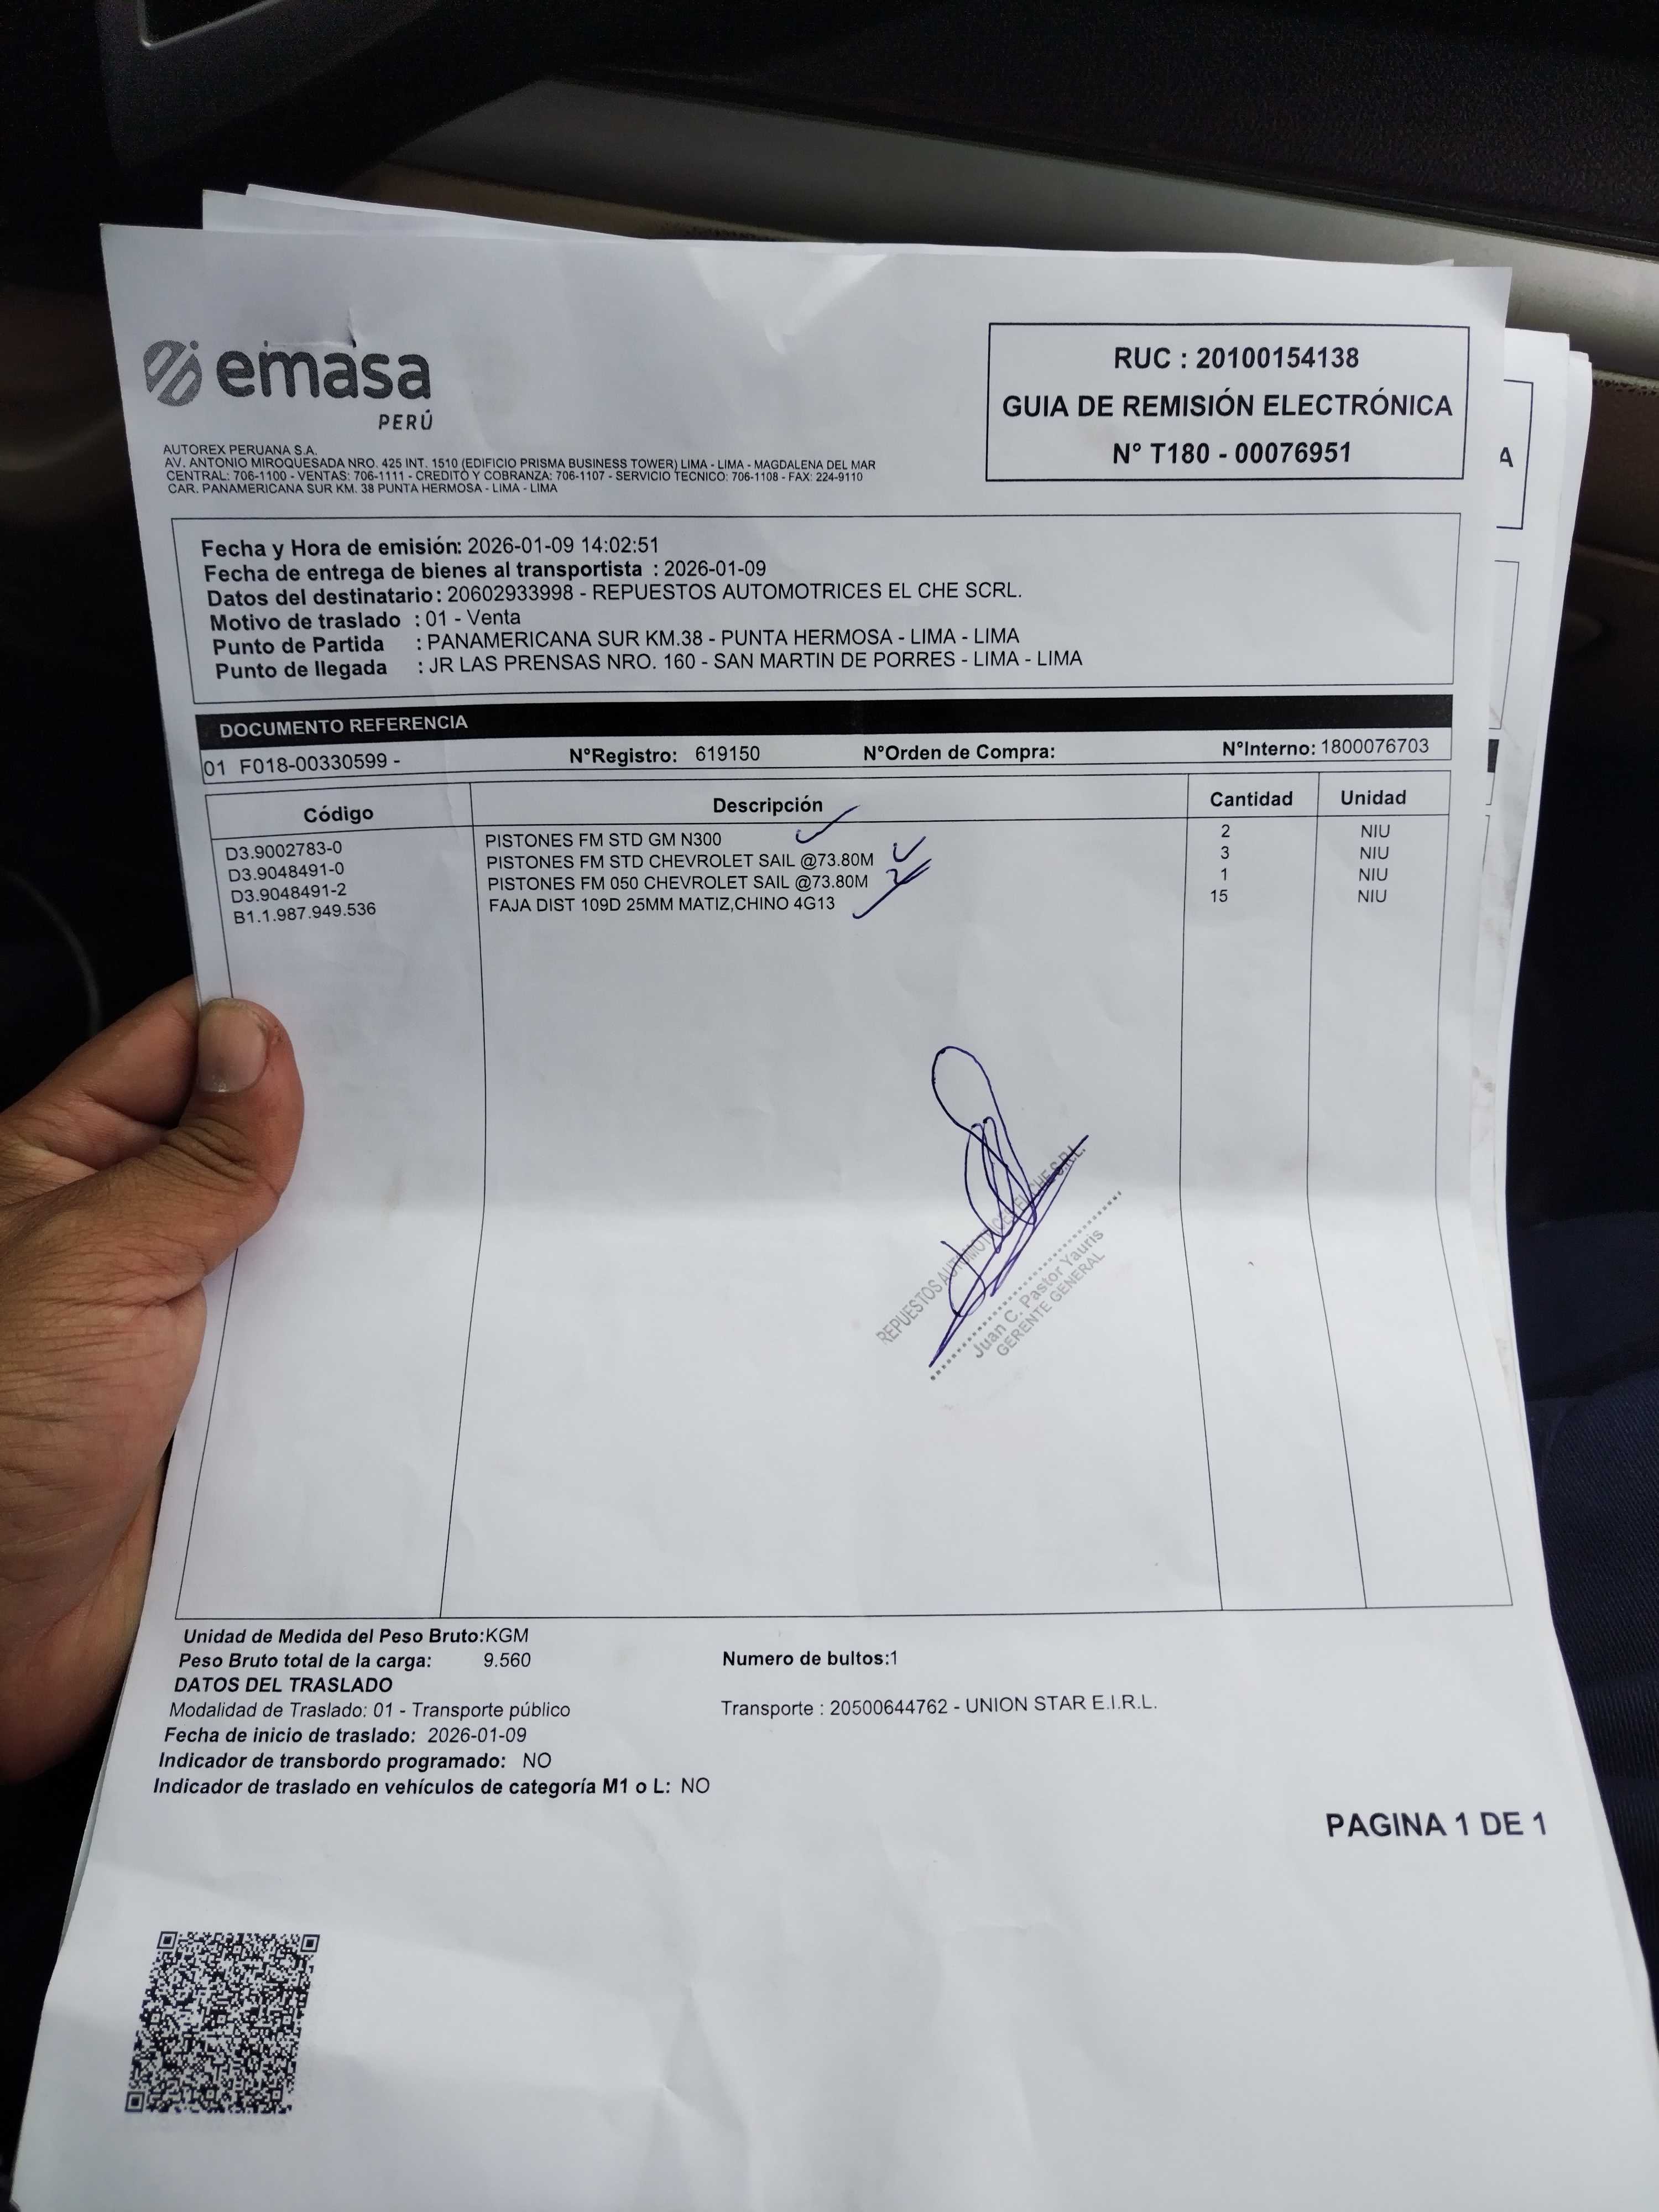 emasa
PERÚ
AUTOREX PERUANA S.A.
AV. ANTONIO MIROQUESADA NRO. 425 INT. 1510 (EDIFICIO PRISMA BUSINESS TOWER) LIMA - LIMA - MAGDALENA DEL MAR
CENTRAL: 706-1100 - VENTAS: 706-1111 - CREDITO Y COBRANZA: 706-1107 - SERVICIO TECNICO: 706-1108 - FAX: 224-9110
CAR. PANAMERICANA SUR KM. 38 PUNTA HERMOSA - LIMA - LIMA
RUC : 20100154138
GUIA DE REMISIÓN ELECTRÓNICA
N° T180 - 00076951
A
Fecha y Hora de emisión: 2026-01-09 14:02:51
Fecha de entrega de bienes al transportista : 2026-01-09
Datos del destinatario: 20602933998 - REPUESTOS AUTOMOTRICES EL CHE SCRL.
Motivo de traslado : 01 - Venta
Punto de Partida : PANAMERICANA SUR KM.38 - PUNTA HERMOSA - LIMA - LIMA
Punto de llegada : JR LAS PRENSAS NRO. 160 - SAN MARTIN DE PORRES - LIMA - LIMA
DOCUMENTO REFERENCIA
01 F018-00330599 - N°Registro: 619150 N°Orden de Compra: N°Interno: 1800076703
Código Descripción Cantidad Unidad
D3.9002783-0 PISTONES FM STD GM N300 2 NIU
D3.9048491-0 PISTONES FM STD CHEVROLET SAIL @73.80M 3 NIU
D3.9048491-2 PISTONES FM 050 CHEVROLET SAIL @73.80M 1 NIU
B1.1.987.949.536 FAJA DIST 109D 25MM MATIZ,CHINO 4G13 15 NIU
REPUESTOS AUTOMOTRICES EL CHE S.R.L.
Juan C. Pastor Yauris
GERENTE GENERAL
Unidad de Medida del Peso Bruto:KGM
Peso Bruto total de la carga: 9.560 Numero de bultos:1
DATOS DEL TRASLADO
Modalidad de Traslado: 01 - Transporte público Transporte : 20500644762 - UNION STAR E.I.R.L.
Fecha de inicio de traslado: 2026-01-09
Indicador de transbordo programado: NO
Indicador de traslado en vehículos de categoría M1 o L: NO
PAGINA 1 DE 1